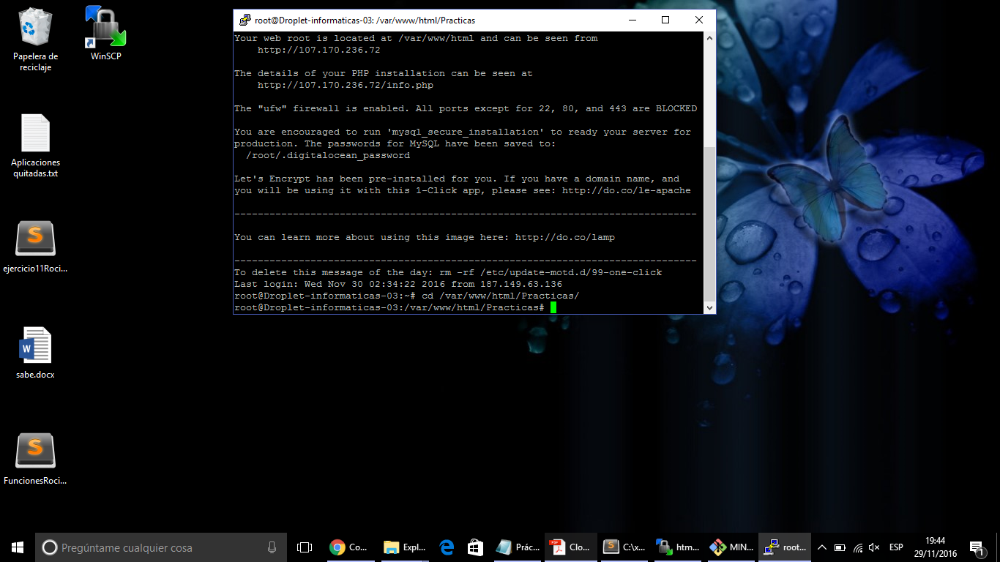 Papelera de
reciclaje
WinSCP
Aplicaciones
quitadas.txt
ejercicio11Roci...
sabe.docx
FuncionesRoci...
root@Droplet-informaticas-03: /var/www/html/Practicas
Your web root is located at /var/www/html and can be seen from
http://107.170.236.72
The details of your PHP installation can be seen at
http://107.170.236.72/info.php
The "ufw" firewall is enabled. All ports except for 22, 80, and 443 are BLOCKED
You are encouraged to run 'mysql_secure_installation' to ready your server for
production. The passwords for MySQL have been saved to:
/root/.digitalocean_password
Let's Encrypt has been pre-installed for you. If you have a domain name, and
you will be using it with this 1-Click app, please see: http://do.co/le-apache
-------------------------------------------------------------------------------
You can learn more about using this image here: http://do.co/lamp
-------------------------------------------------------------------------------
To delete this message of the day: rm -rf /etc/update-motd.d/99-one-click
Last login: Wed Nov 30 02:34:22 2016 from 187.149.63.136
root@Droplet-informaticas-03:~# cd /var/www/html/Practicas/
root@Droplet-informaticas-03:/var/www/html/Practicas#
Pregúntame cualquier cosa
Co...
Expl...
Prác...
Clo...
C:\x...
htm...
MIN...
root...
ESP
19:44
29/11/2016
1